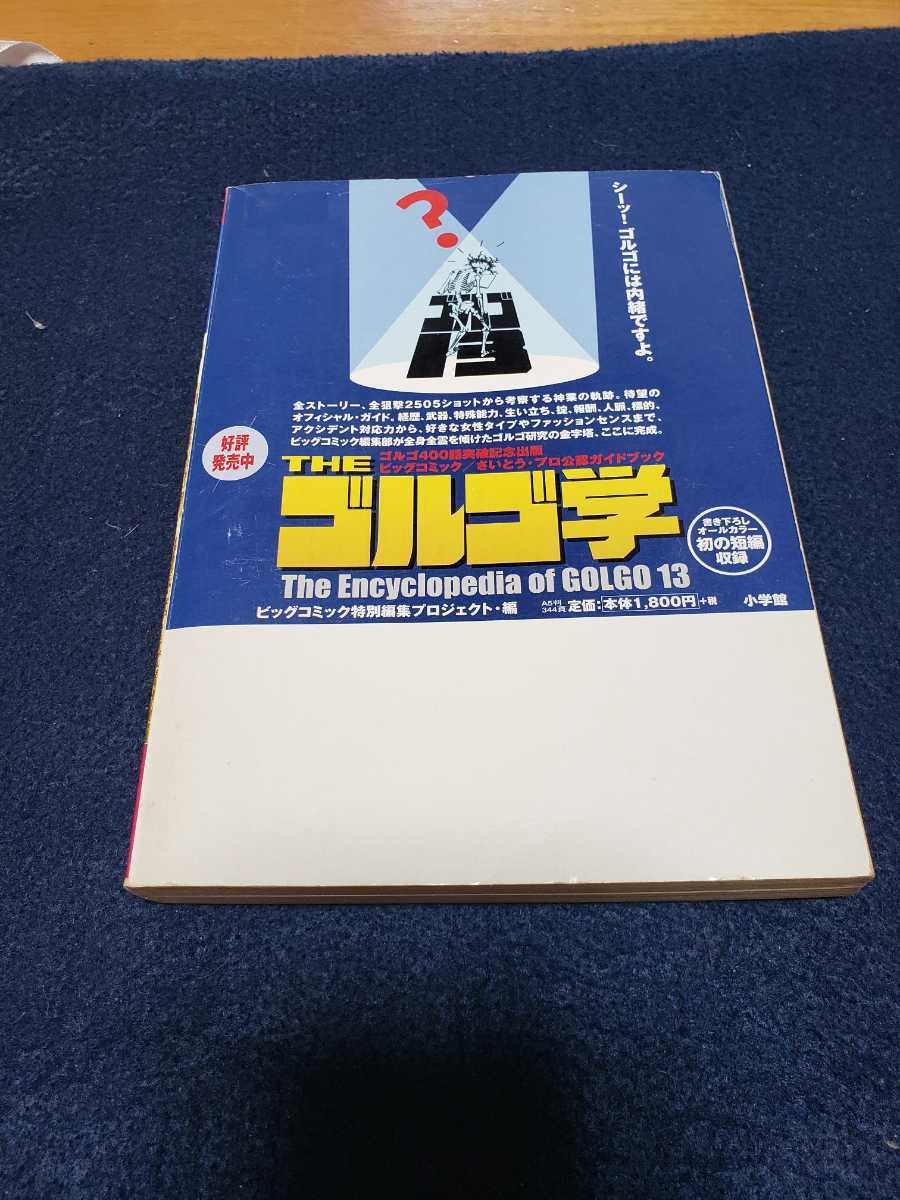 シーッ！ゴルゴには内緒ですよ。
?
ゴルゴ
13
全ストーリー、全狙撃2505ショットから考察する神業の軌跡。待望の
オフィシャル・ガイド。経歴、武器、特殊能力、生い立ち、掟、報酬、人脈、標的、
アクシデント対応力から、好きな女性タイプやファッションセンスまで、
ビッグコミック編集部が全身全霊を傾けたゴルゴ研究の金字塔、ここに完成。
好評
発売中
ゴルゴ400話突破記念出版
ビッグコミック／さいとう・プロ公認ガイドブック
THE
ゴルゴ学
The Encyclopedia of GOLGO 13
書き下ろし
オールカラー
初の短編
収録
ビッグコミック特別編集プロジェクト・編
A5判
344頁
定価：本体1,800円+税
小学館